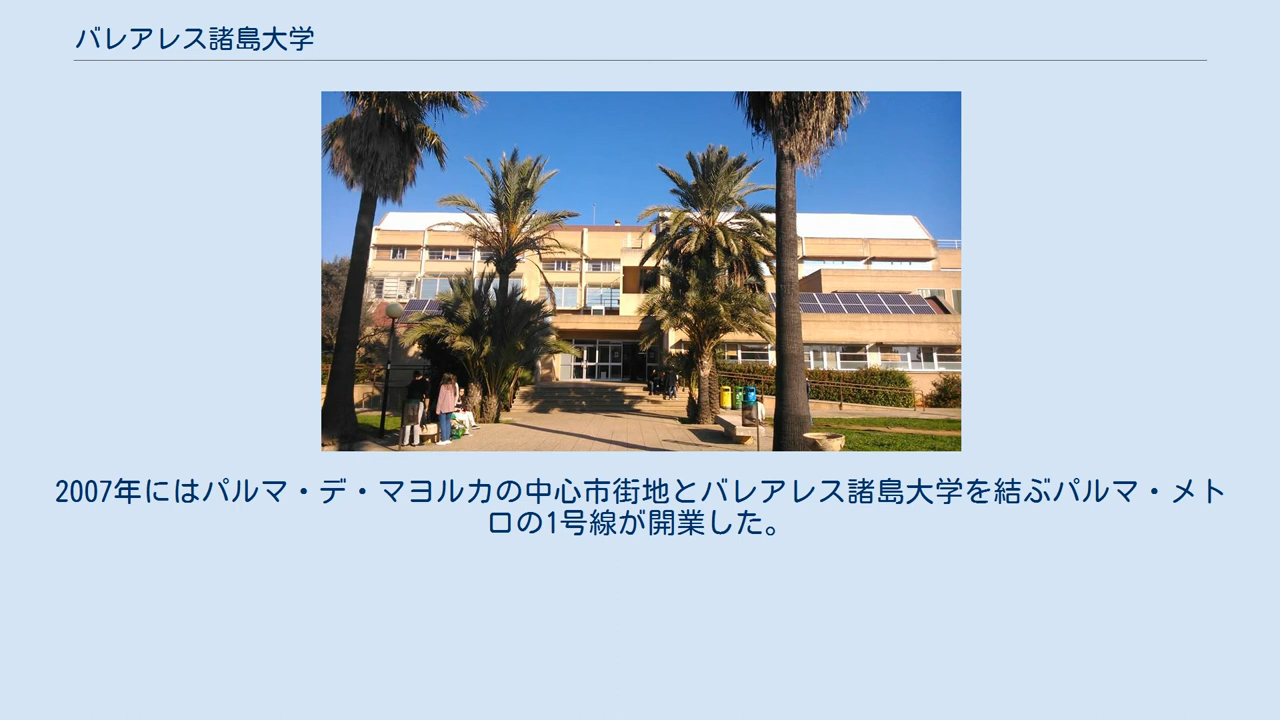 バレアレス諸島大学
2007年にはパルマ・デ・マヨルカの中心市街地とバレアレス諸島大学を結ぶパルマ・メト
ロの1号線が開業した。